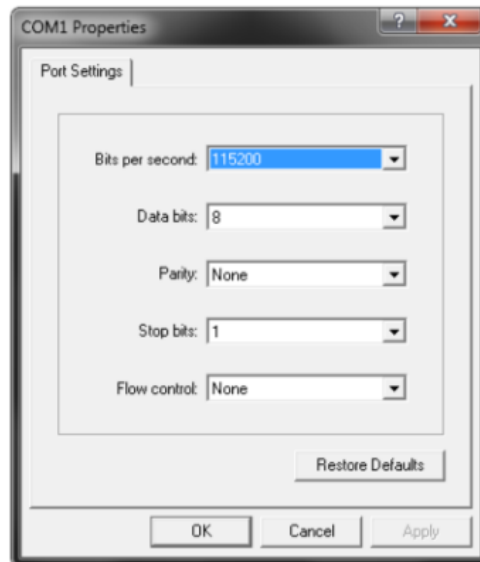 COM1 Properties
Port Settings
Bits per second: 115200
Data bits: 8
Parity: None
Stop bits: 1
Flow control: None
Restore Defaults
OK Cancel Apply